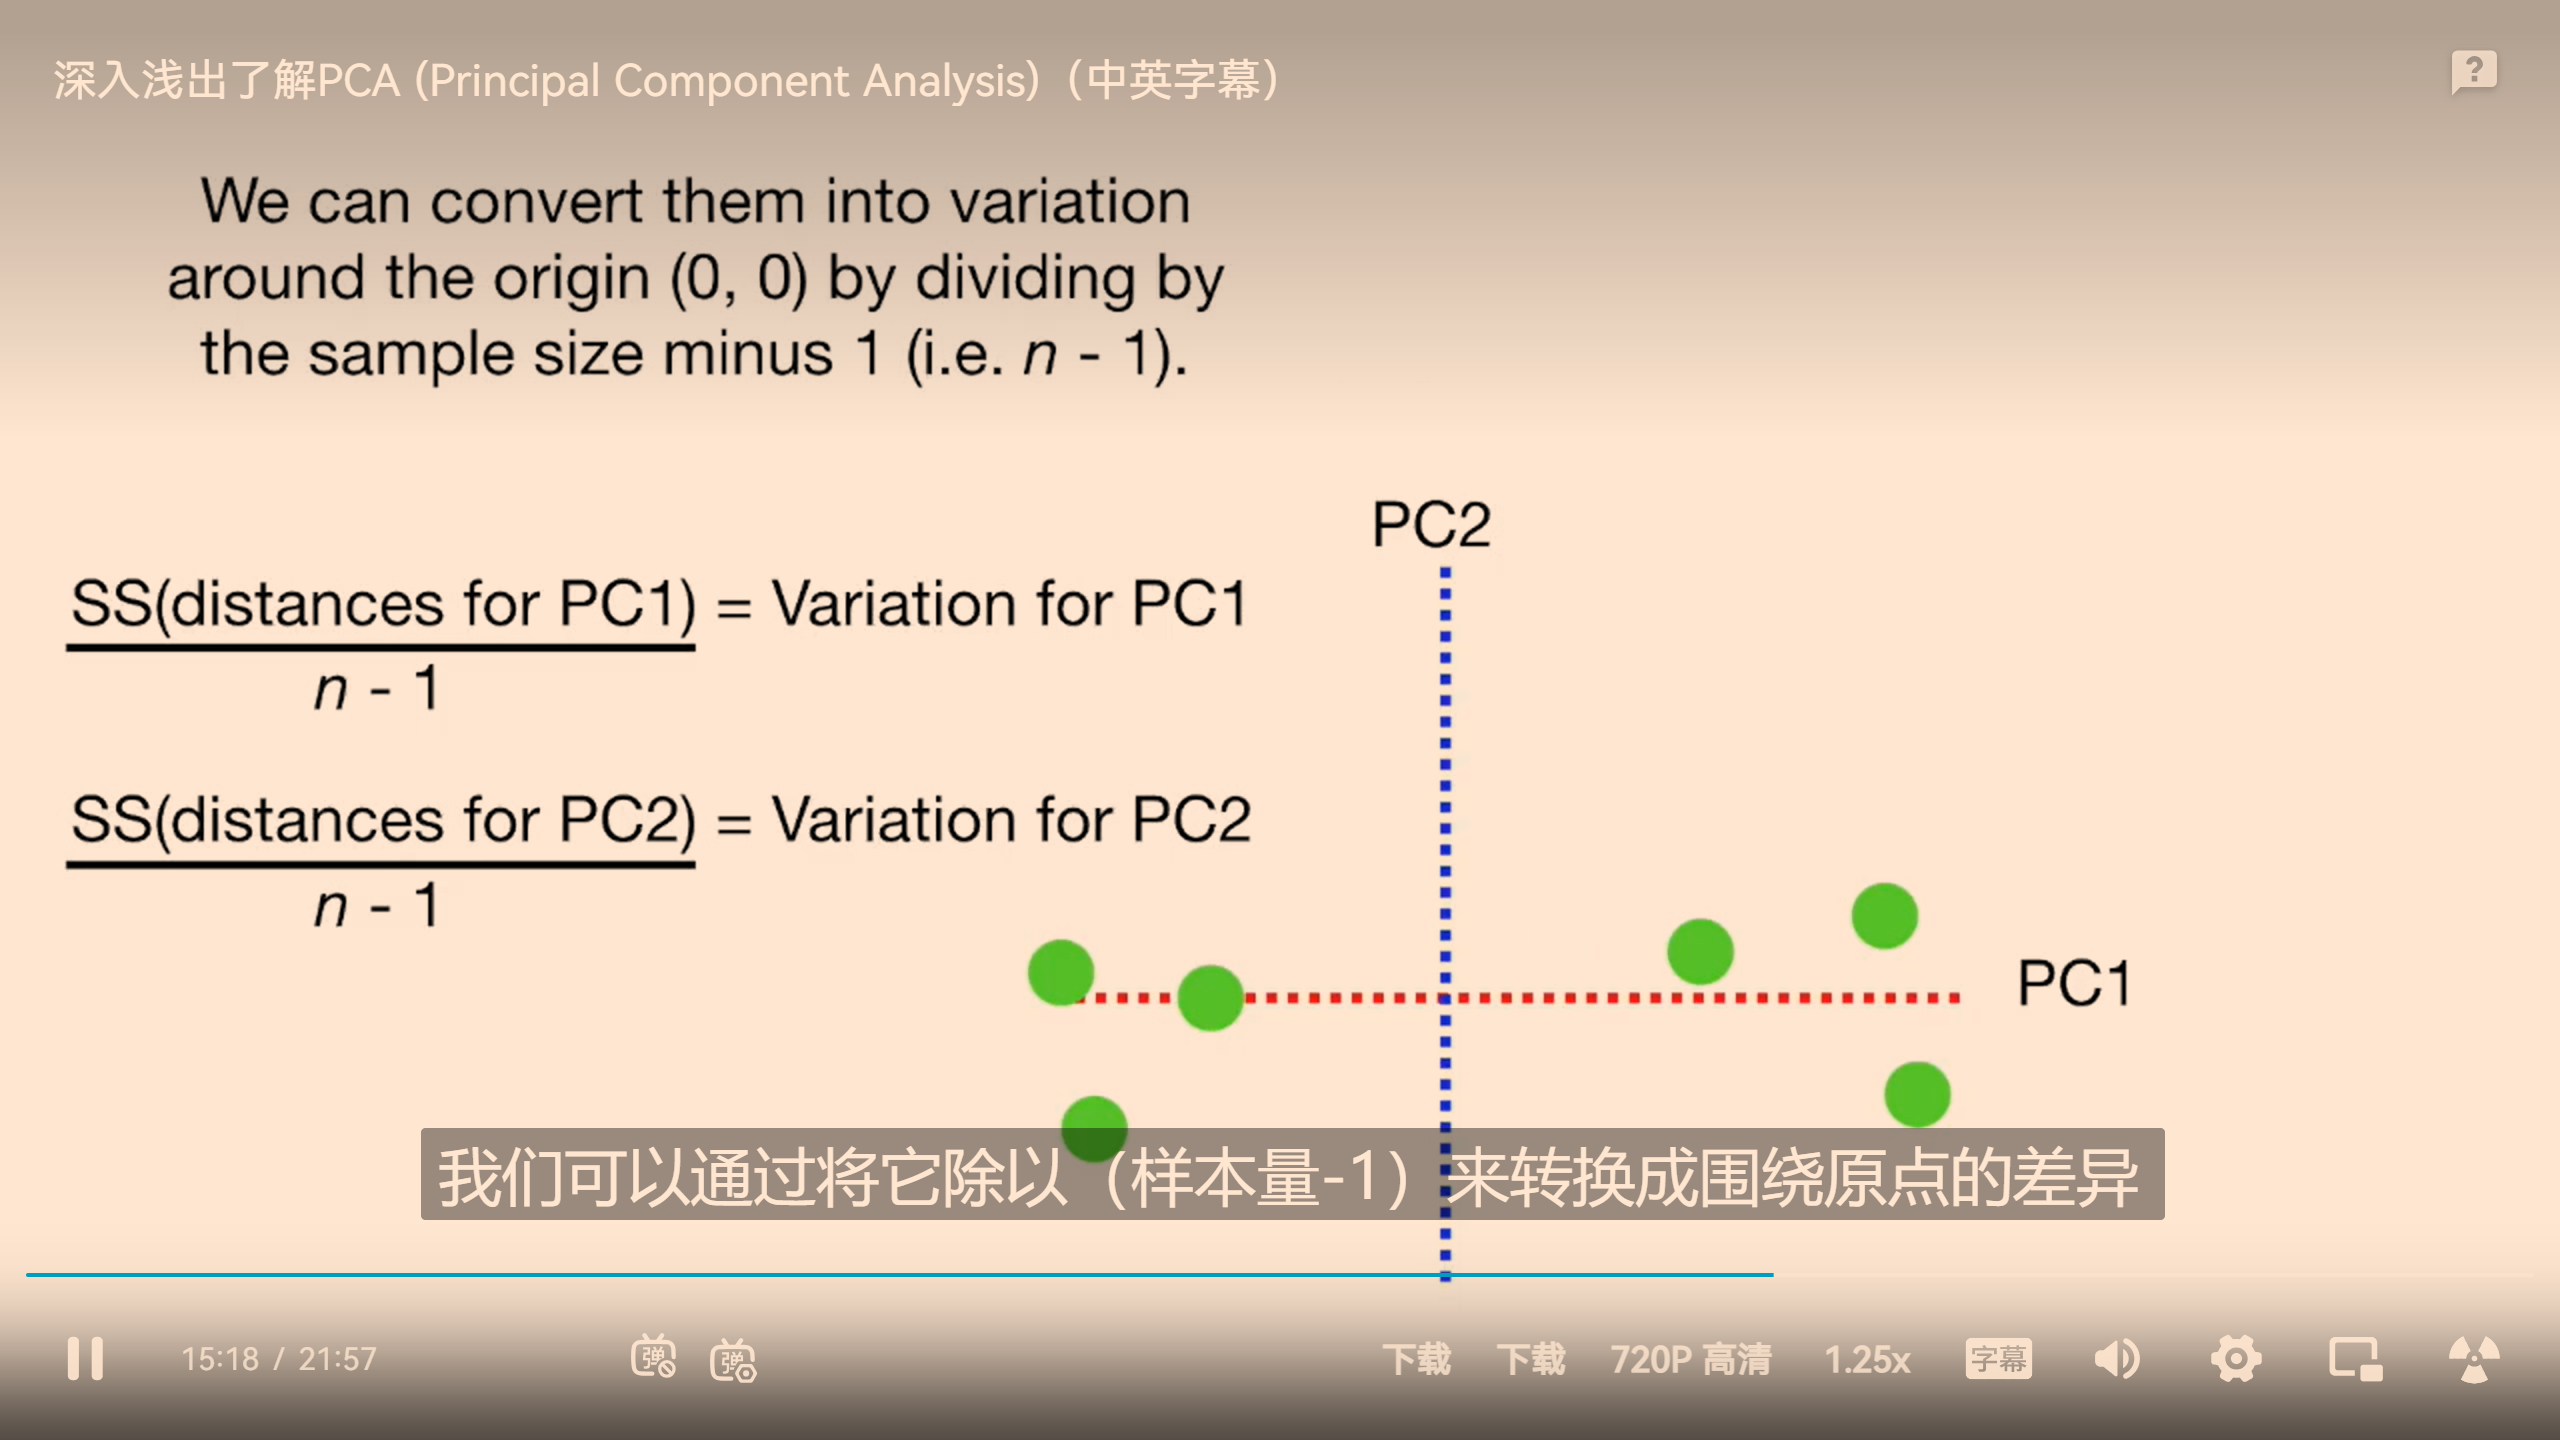 深入浅出了解PCA (Principal Component Analysis)（中英字幕）
We can convert them into variation
around the origin (0, 0) by dividing by
the sample size minus 1 (i.e. n - 1).
PC2
SS(distances for PC1) = Variation for PC1
n - 1
SS(distances for PC2) = Variation for PC2
n - 1
PC1
我们可以通过将它除以（样本量-1）来转换成围绕原点的差异
15:18 / 21:57
弹
弹
下载
下载
720P 高清
1.25x
字幕